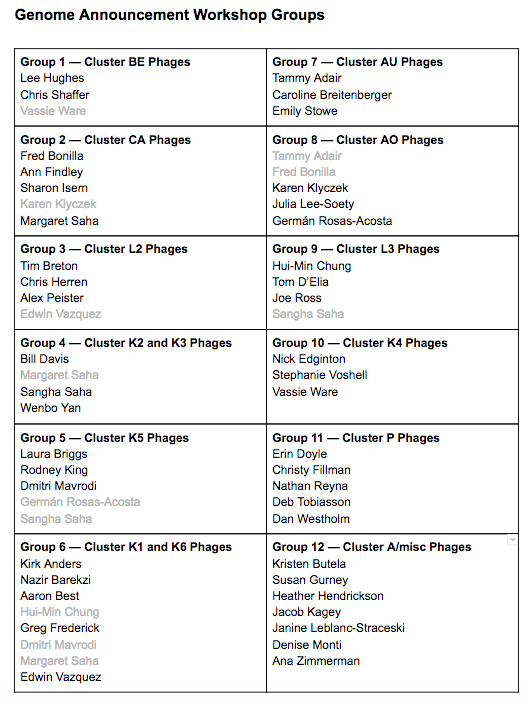 Genome Announcement Workshop Groups
Group 1 — Cluster BE Phages
Lee Hughes
Chris Shaffer
Vassie Ware
Group 7 — Cluster AU Phages
Tammy Adair
Caroline Breitenberger
Emily Stowe
Group 2 — Cluster CA Phages
Fred Bonilla
Ann Findley
Sharon Isern
Karen Klyczek
Margaret Saha
Group 8 — Cluster AO Phages
Tammy Adair
Fred Bonilla
Karen Klyczek
Julia Lee-Soety
Germán Rosas-Acosta
Group 3 — Cluster L2 Phages
Tim Breton
Chris Herren
Alex Peister
Edwin Vazquez
Group 9 — Cluster L3 Phages
Hui-Min Chung
Tom D'Elia
Joe Ross
Sangha Saha
Group 4 — Cluster K2 and K3 Phages
Bill Davis
Margaret Saha
Sangha Saha
Wenbo Yan
Group 10 — Cluster K4 Phages
Nick Edginton
Stephanie Voshell
Vassie Ware
Group 5 — Cluster K5 Phages
Laura Briggs
Rodney King
Dmitri Mavrodi
Germán Rosas-Acosta
Sangha Saha
Group 11 — Cluster P Phages
Erin Doyle
Christy Fillman
Nathan Reyna
Deb Tobiasson
Dan Westholm
Group 6 — Cluster K1 and K6 Phages
Kirk Anders
Nazir Barekzi
Aaron Best
Hui-Min Chung
Greg Frederick
Dmitri Mavrodi
Margaret Saha
Edwin Vazquez
Group 12 — Cluster A/misc Phages
Kristen Butela
Susan Gurney
Heather Hendrickson
Jacob Kagey
Janine Leblanc-Straceski
Denise Monti
Ana Zimmerman